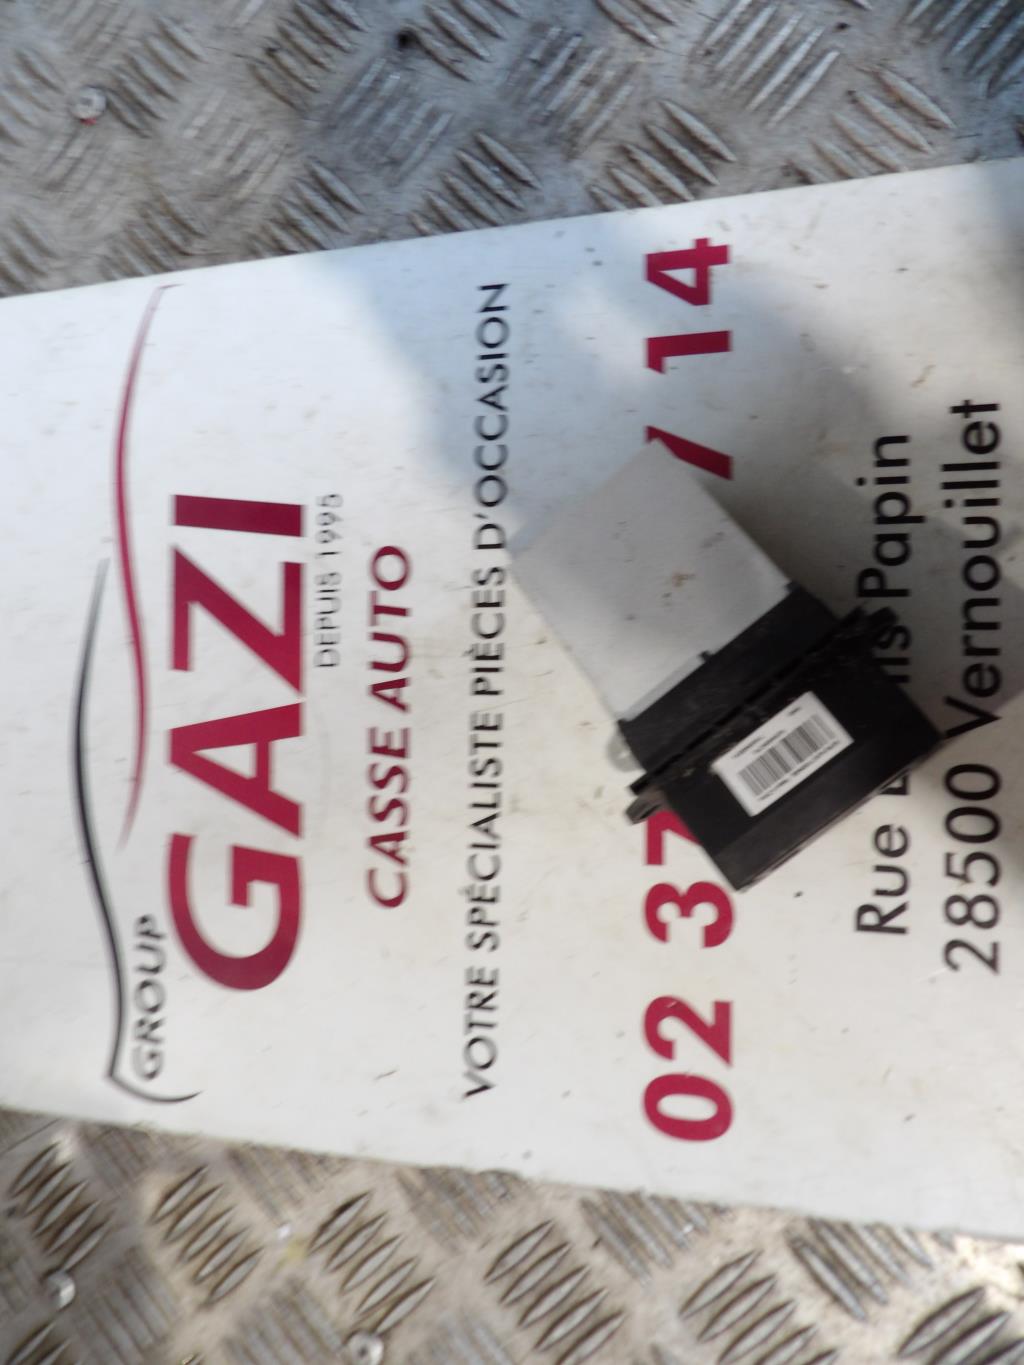 GROUP
GAZI
DEPUIS 1995
CASSE AUTO
VOTRE SPÉCIALISTE PIÈCES D'OCCASION
02 37 14
Rue Papin
28500 Vernouillet